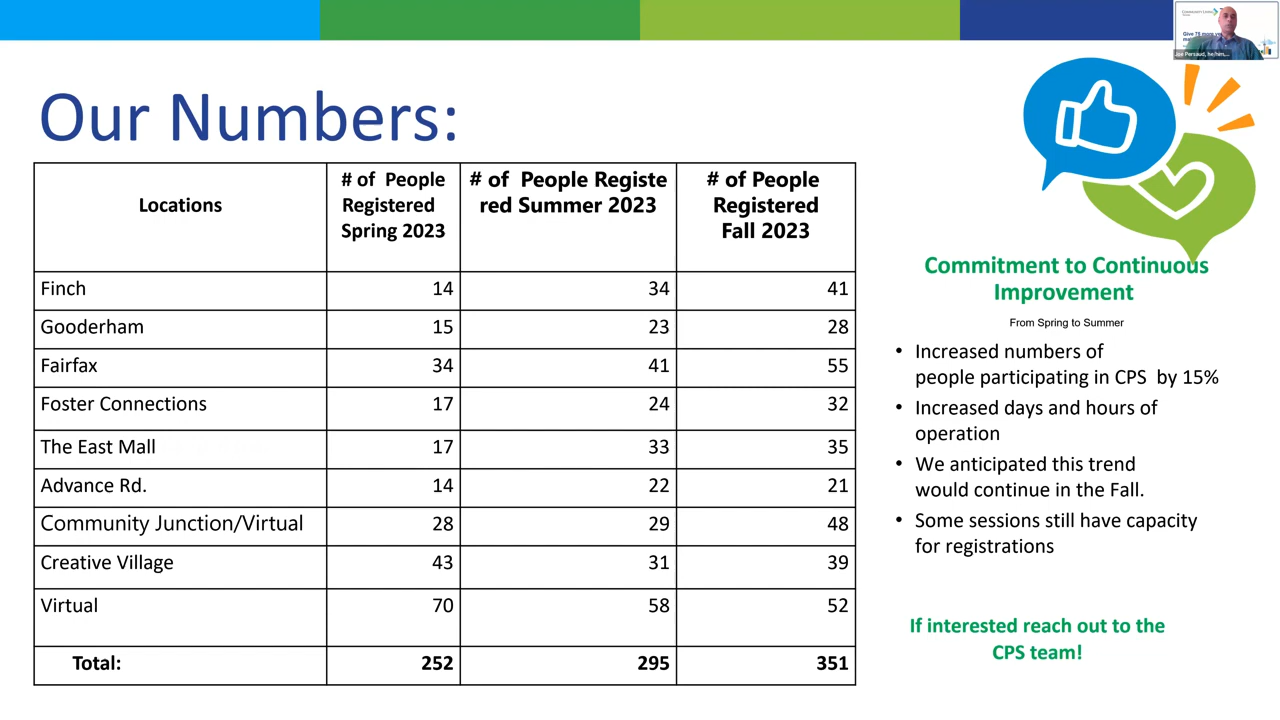 Our Numbers:
Locations
# of People
Registered
Spring 2023
# of People Registe
red Summer 2023
# of People
Registered
Fall 2023
Finch 14 34 41
Gooderham 15 23 28
Fairfax 34 41 55
Foster Connections 17 24 32
The East Mall 17 33 35
Advance Rd. 14 22 21
Community Junction/Virtual 28 29 48
Creative Village 43 31 39
Virtual 70 58 52
Total: 252 295 351
Commitment to Continuous
Improvement
From Spring to Summer
• Increased numbers of
people participating in CPS by 15%
• Increased days and hours of
operation
• We anticipated this trend
would continue in the Fall.
• Some sessions still have capacity
for registrations
If interested reach out to the
CPS team!
Joe Persaud, he/him,...